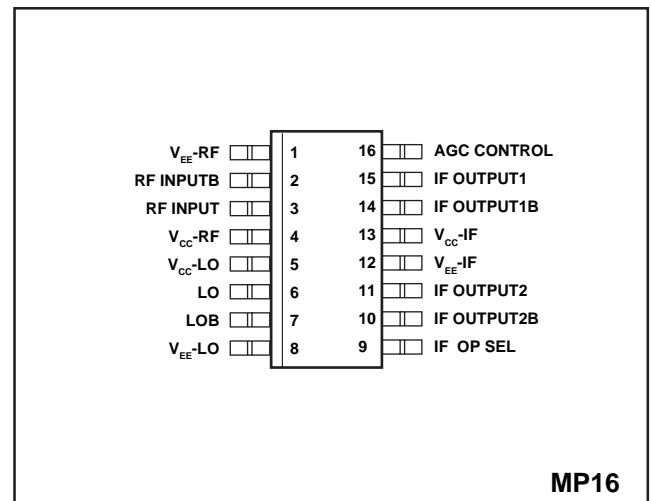 V_EE-RF 1 16 AGC CONTROL
RF INPUTB 2 15 IF OUTPUT1
RF INPUT 3 14 IF OUTPUT1B
V_CC-RF 4 13 V_CC-IF
V_CC-LO 5 12 V_EE-IF
LO 6 11 IF OUTPUT2
LOB 7 10 IF OUTPUT2B
V_EE-LO 8 9 IF OP SEL
MP16